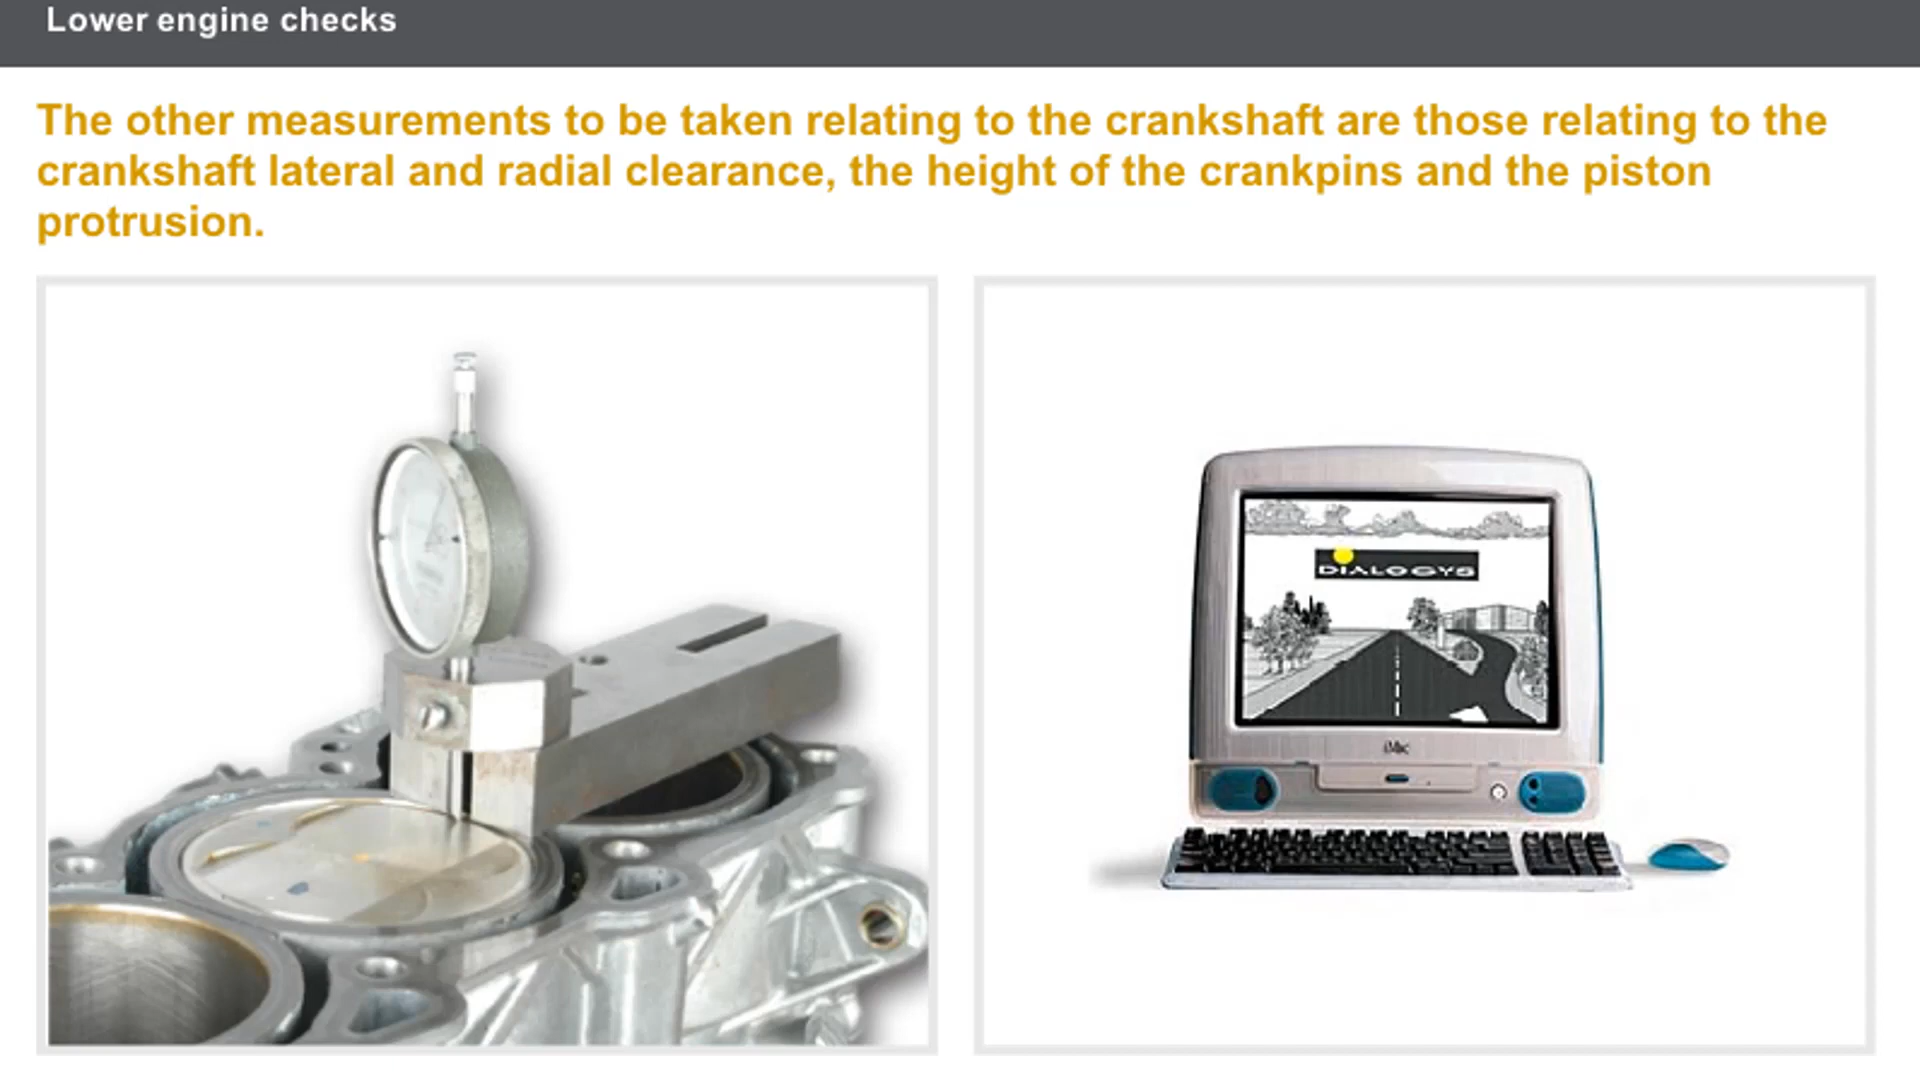 Lower engine checks
The other measurements to be taken relating to the crankshaft are those relating to the
crankshaft lateral and radial clearance, the height of the crankpins and the piston
protrusion.
DIALOGYS
iMac